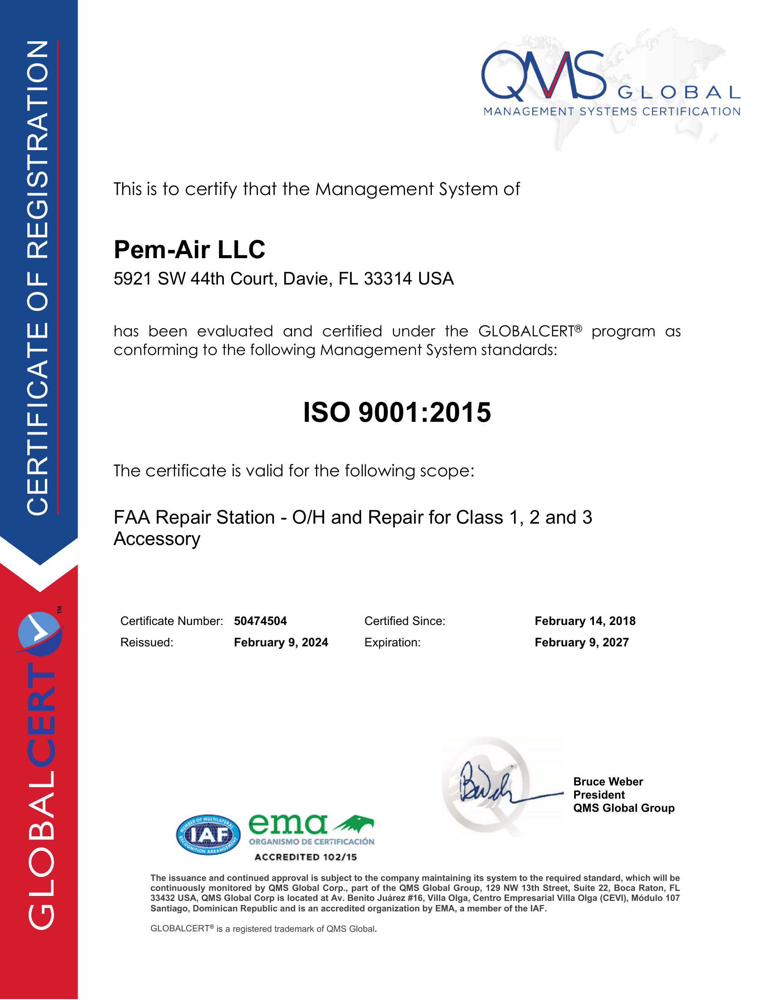 CERTIFICATE OF REGISTRATION
GLOBALCERT
TM
QMS GLOBAL
MANAGEMENT SYSTEMS CERTIFICATION
This is to certify that the Management System of
Pem-Air LLC
5921 SW 44th Court, Davie, FL 33314 USA
has been evaluated and certified under the GLOBALCERT® program as
conforming to the following Management System standards:
ISO 9001:2015
The certificate is valid for the following scope:
FAA Repair Station - O/H and Repair for Class 1, 2 and 3
Accessory
Certificate Number: 50474504 Certified Since: February 14, 2018
Reissued: February 9, 2024 Expiration: February 9, 2027
Bruce Weber
President
QMS Global Group
MEMBER OF MULTILATERAL
IAF
RECOGNITION ARRANGEMENT
ema
ORGANISMO DE CERTIFICACIÓN
ACCREDITED 102/15
The issuance and continued approval is subject to the company maintaining its system to the required standard, which will be
continuously monitored by QMS Global Corp., part of the QMS Global Group, 129 NW 13th Street, Suite 22, Boca Raton, FL
33432 USA, QMS Global Corp is located at Av. Benito Juárez #16, Villa Olga, Centro Empresarial Villa Olga (CEVI), Módulo 107
Santiago, Dominican Republic and is an accredited organization by EMA, a member of the IAF.
GLOBALCERT® is a registered trademark of QMS Global.